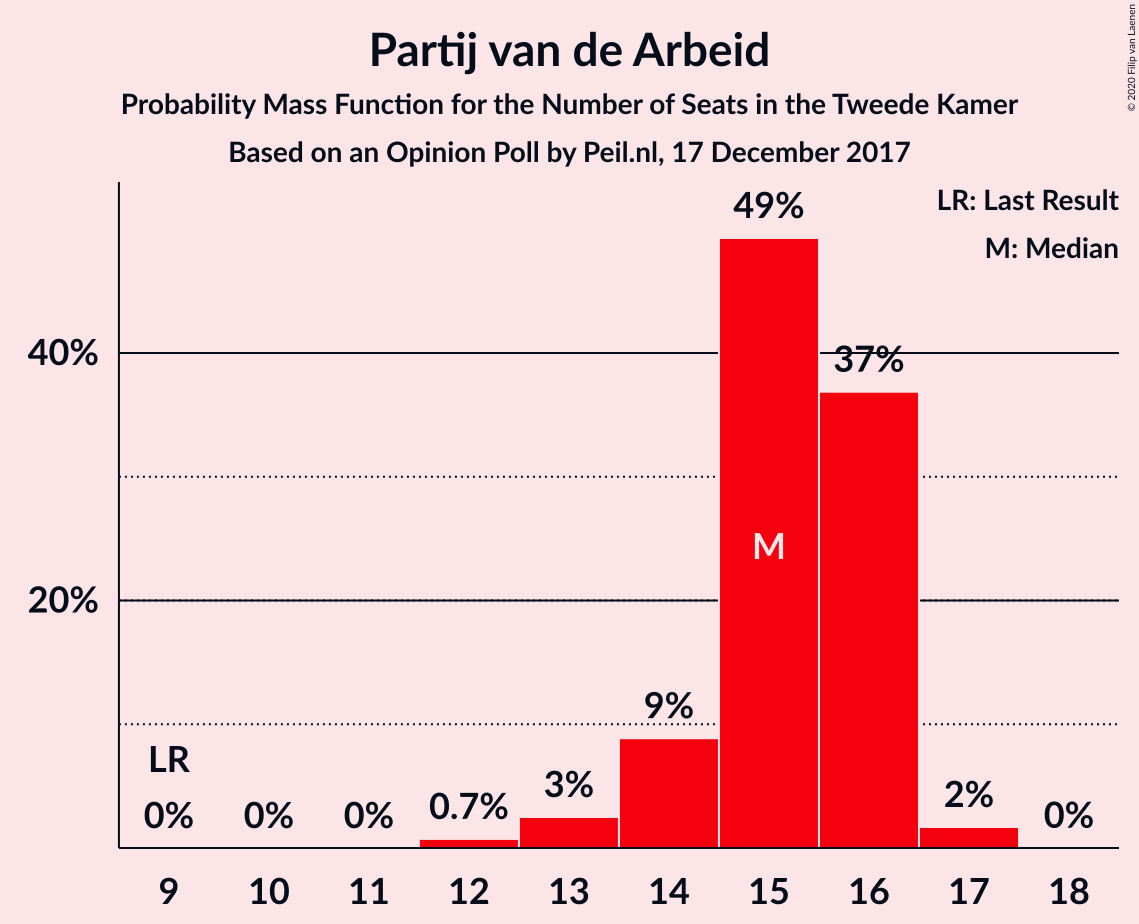 Partij van de Arbeid
Probability Mass Function for the Number of Seats in the Tweede Kamer
Based on an Opinion Poll by Peil.nl, 17 December 2017
© 2020 Filip van Laenen
LR: Last Result
M: Median
49%
40%
37%
M
20%
9%
LR
3%
0.7%
2%
0%
0%
0%
0%
9 10 11 12 13 14 15 16 17 18